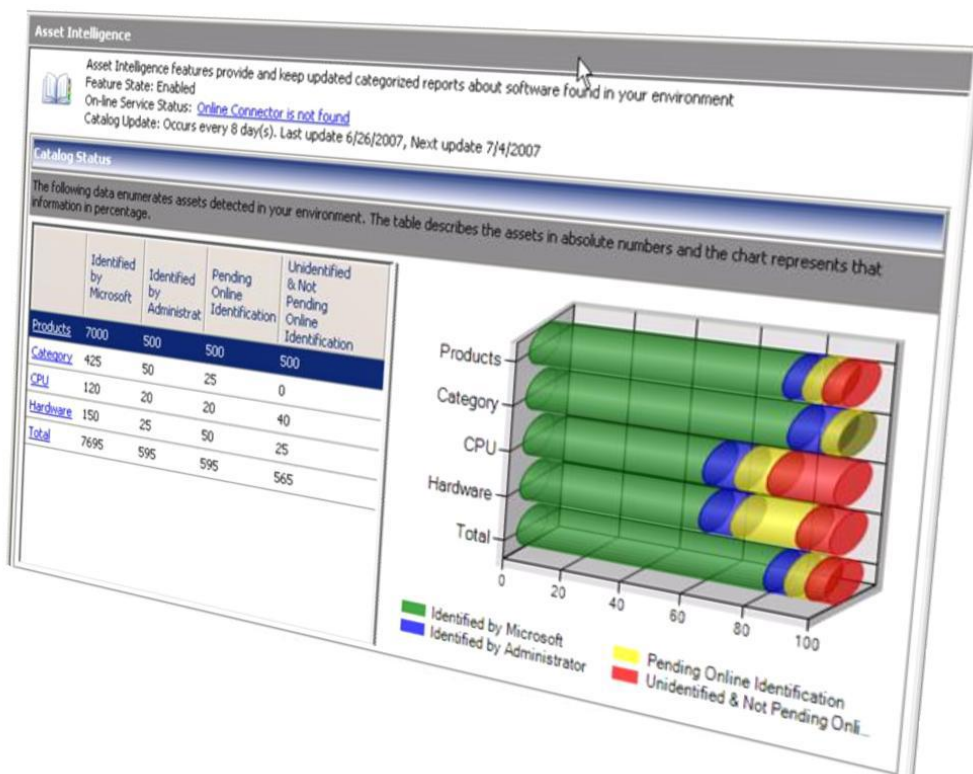 Asset Intelligence
Asset Intelligence features provide and keep updated categorized reports about software found in your environment
Feature State: Enabled
On-line Service Status: Online Connector is not found
Catalog Update: Occurs every 8 day(s). Last update 6/26/2007, Next update 7/4/2007
Catalog Status
The following data enumerates assets detected in your environment. The table describes the assets in absolute numbers and the chart represents that
information in percentage.
Identified by Microsoft
Identified by Administrat
Pending Online Identification
Unidentified & Not Pending Online Identification
Products 7000 500 500 500
Category 425 50 25 0
CPU 120 20 20 40
Hardware 150 25 50 25
Total 7695 595 595 565
Products
Category
CPU
Hardware
Total
0 20 40 60 80 100
Identified by Microsoft
Identified by Administrator
Pending Online Identification
Unidentified & Not Pending Onli...